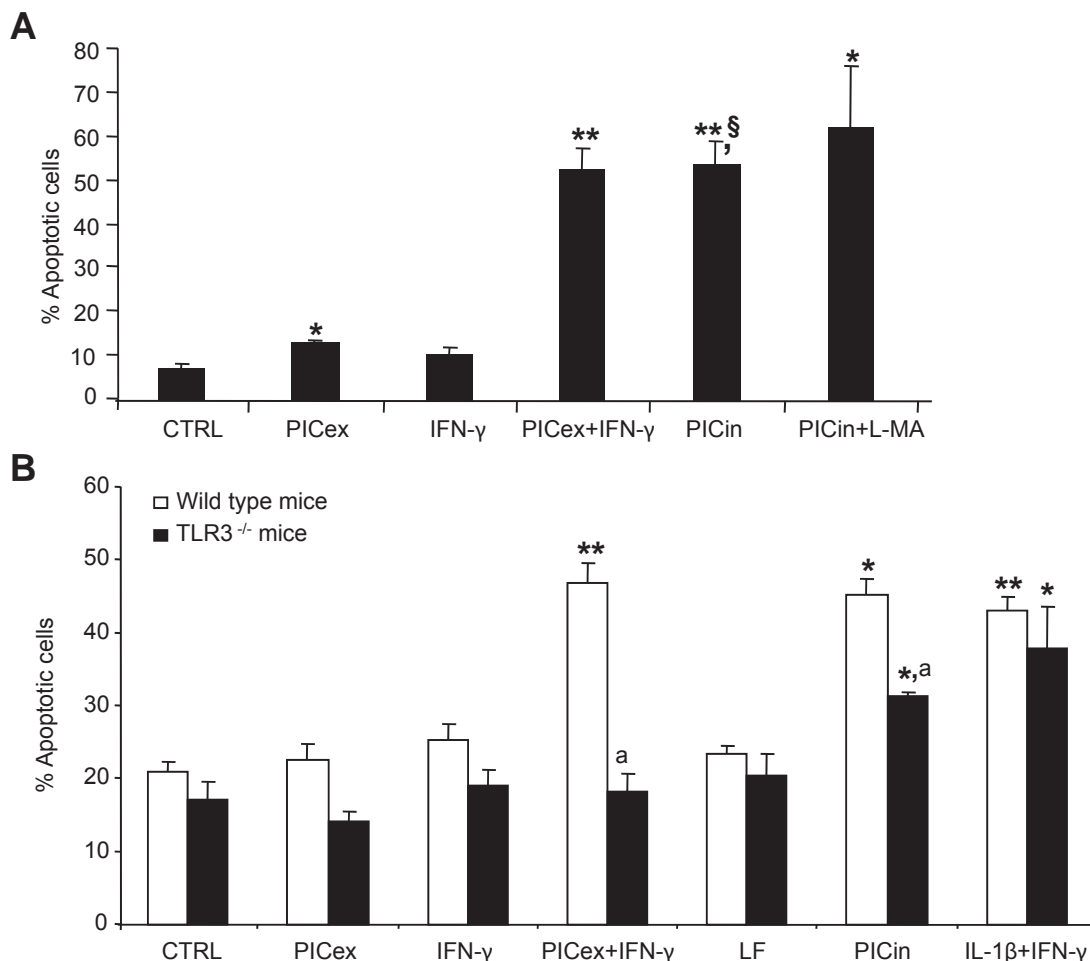 A
% Apoptotic cells
80
70
60
50
40
30
20
10
0
*
**
**,§
*
CTRL PICex IFN-γ PICex+IFN-γ PICin PICin+L-MA
B
% Apoptotic cells
60
50
40
30
20
10
0
Wild type mice
TLR3 -/- mice
**
a
*
*,a
**
*
CTRL PICex IFN-γ PICex+IFN-γ LF PICin IL-1β+IFN-γ